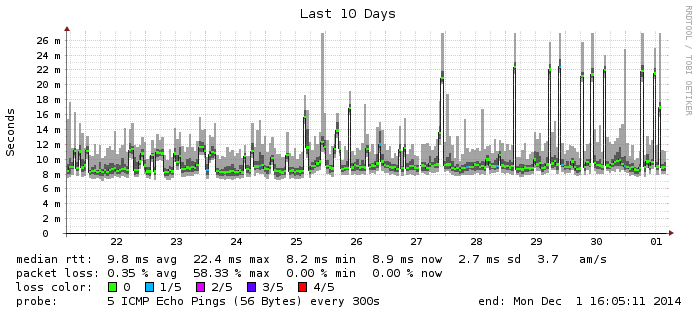 Last 10 Days
RRDTOOL / TOBI OETIKER
Seconds
26 m
24 m
22 m
20 m
18 m
16 m
14 m
12 m
10 m
8 m
6 m
4 m
2 m
0
22 23 24 25 26 27 28 29 30 01
median rtt: 9.8 ms avg 22.4 ms max 8.2 ms min 8.9 ms now 2.7 ms sd 3.7 am/s
packet loss: 0.35 % avg 58.33 % max 0.00 % min 0.00 % now
loss color: 0 1/5 2/5 3/5 4/5
probe: 5 ICMP Echo Pings (56 Bytes) every 300s end: Mon Dec 1 16:05:11 2014